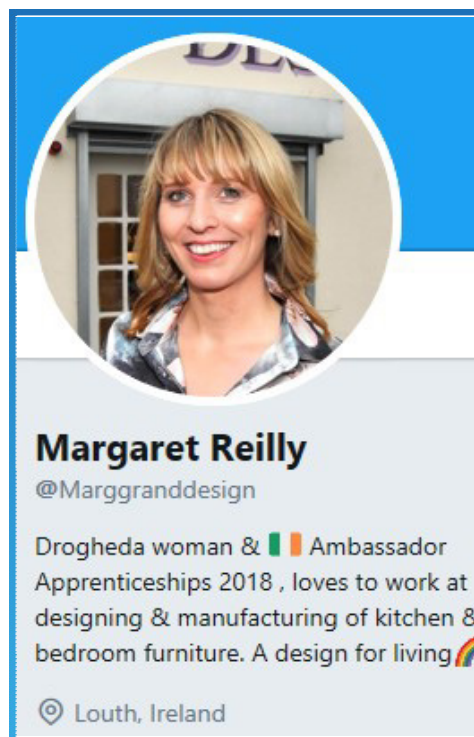 Margaret Reilly
@Marggranddesign
Drogheda woman & 🇮🇪 Ambassador
Apprenticeships 2018 , loves to work at
designing & manufacturing of kitchen &
bedroom furniture. A design for living🌈
Louth, Ireland